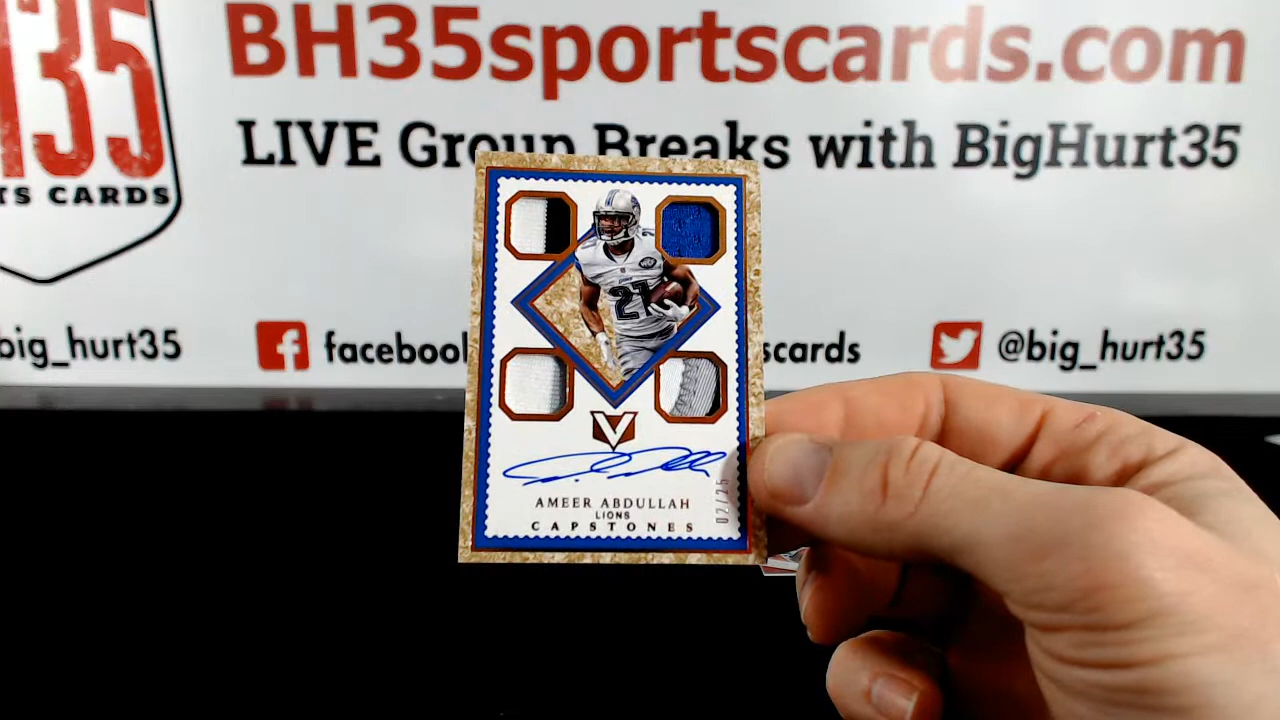 35
TS CARDS
BH35sportscards.com
LIVE Group Breaks with BigHurt35
big_hurt35
f facebook
scards
@big_hurt35
21
V
AMEER ABDULLAH
LIONS
CAPSTONES
02/25